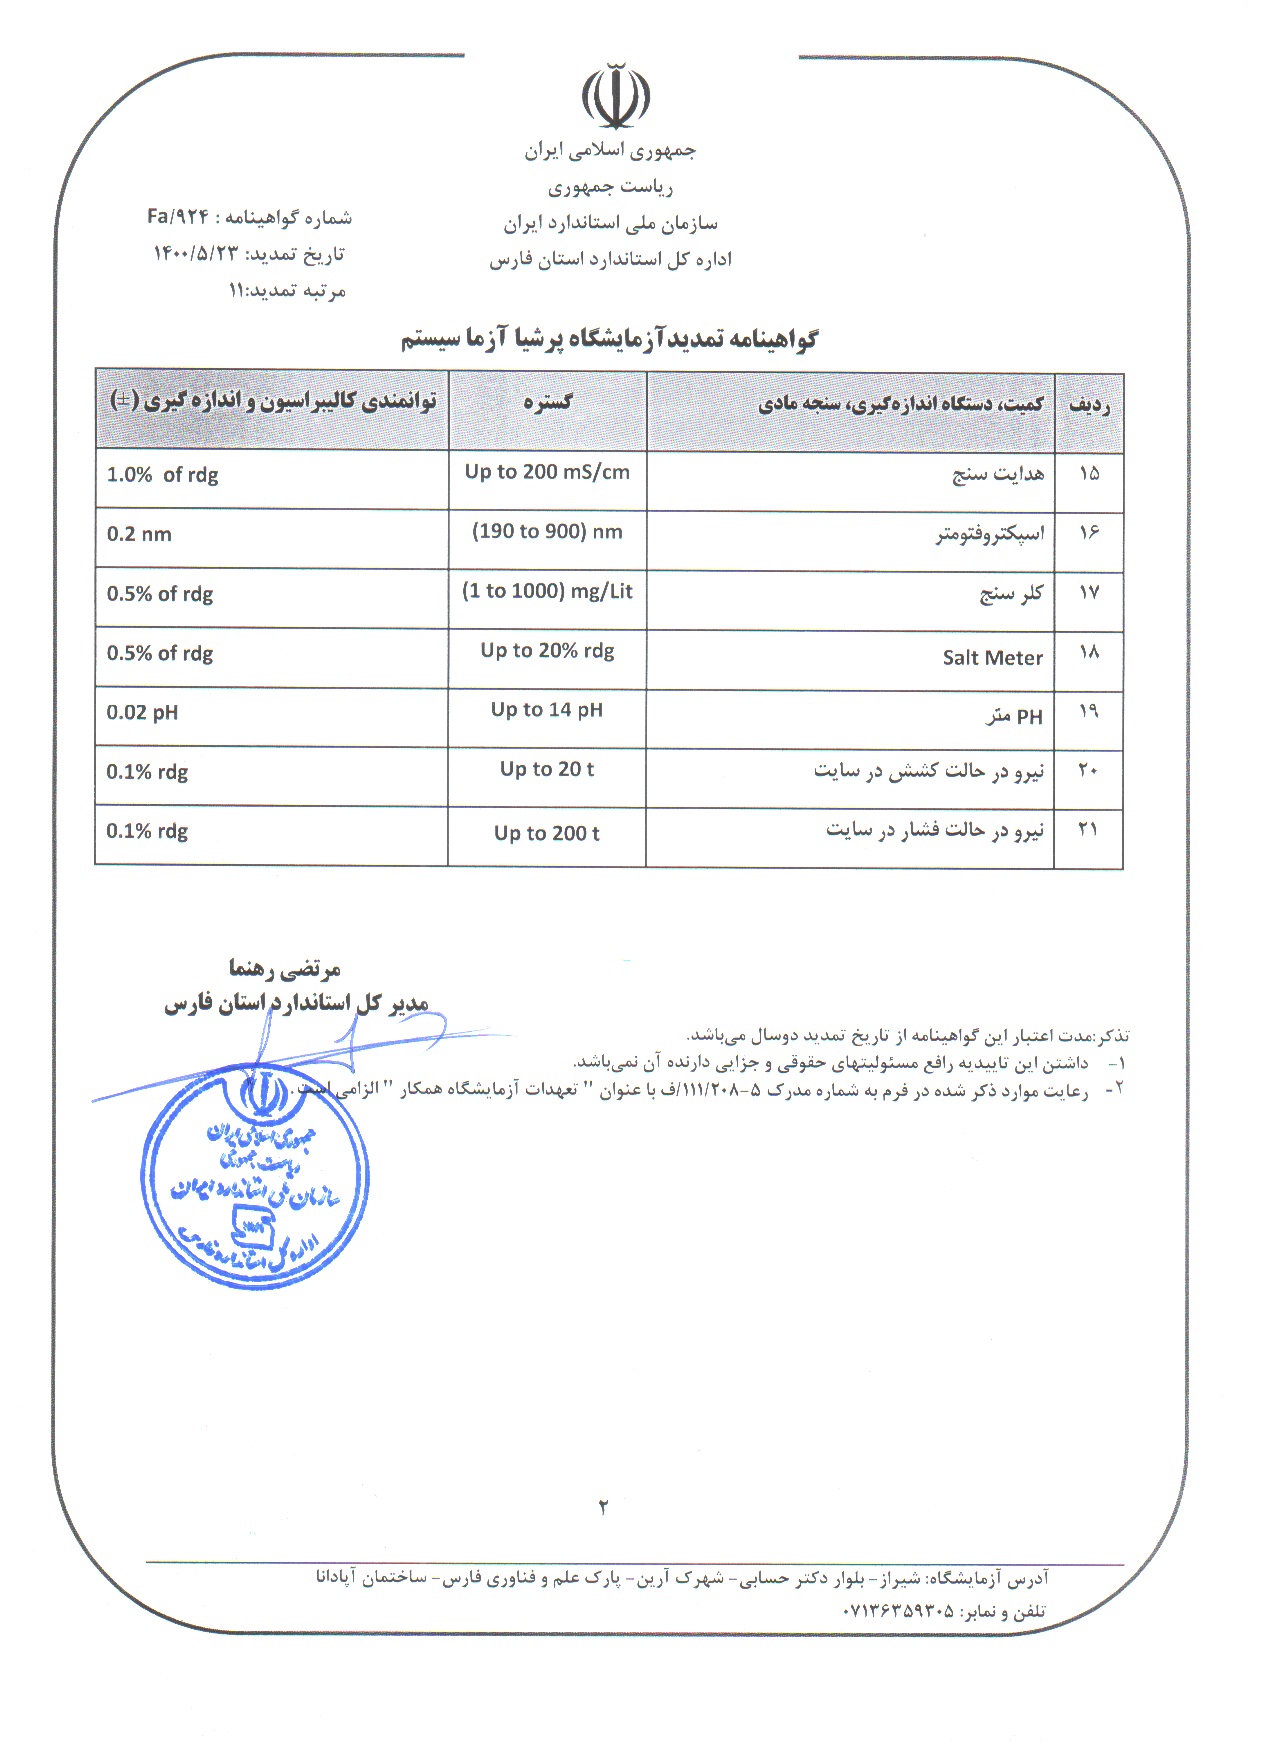 جمهوری اسلامی ایران
ریاست جمهوری
سازمان ملی استاندارد ایران
اداره کل استاندارد استان فارس
شماره گواهینامه : Fa/۹۲۴
تاریخ تمدید: ۱۴۰۰/۵/۲۳
مرتبه تمدید:۱۱
گواهینامه تمدیدآزمایشگاه پرشیا آزما سیستم
ردیف کمیت، دستگاه اندازه‌گیری، سنجه مادی گستره توانمندی کالیبراسیون و اندازه گیری (±)
۱۵ هدایت سنج Up to 200 mS/cm 1.0% of rdg
۱۶ اسپکتروفتومتر (190 to 900) nm 0.2 nm
۱۷ کلر سنج (1 to 1000) mg/Lit 0.5% of rdg
۱۸ Salt Meter Up to 20% rdg 0.5% of rdg
۱۹ PH متر Up to 14 pH 0.02 pH
۲۰ نیرو در حالت کشش در سایت Up to 20 t 0.1% rdg
۲۱ نیرو در حالت فشار در سایت Up to 200 t 0.1% rdg
مرتضی رهنما
مدیر کل استاندارد استان فارس
تذکر:مدت اعتبار این گواهینامه از تاریخ تمدید دوسال می‌باشد.
۱- داشتن این تاییدیه رافع مسئولیتهای حقوقی و جزایی دارنده آن نمی‌باشد.
۲- رعایت موارد ذکر شده در فرم به شماره مدرک ۵-۱۱۱/۲۰۸/ف با عنوان " تعهدات آزمایشگاه همکار " الزامی است.
جمهوری اسلامی ایران
ریاست جمهوری
سازمان ملی استاندارد ایران
اداره کل استاندارد فارس
۲
آدرس آزمایشگاه: شیراز- بلوار دکتر حسابی- شهرک آرین- پارک علم و فناوری فارس- ساختمان آپادانا
تلفن و نمابر: ۰۷۱۳۶۳۵۹۳۰۵